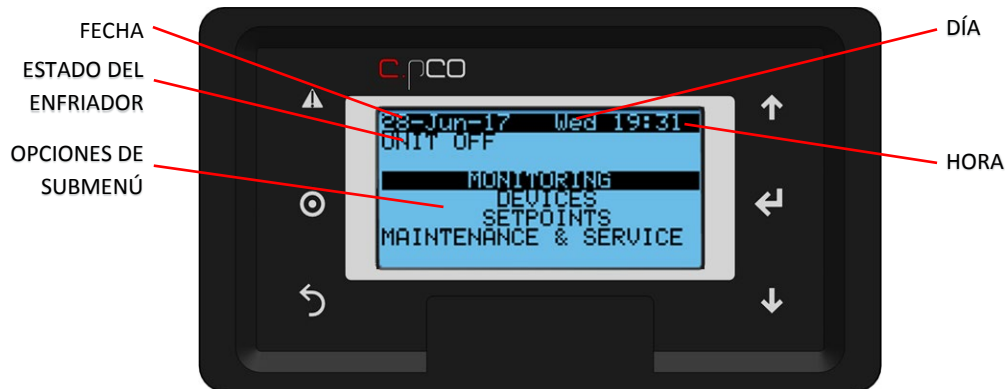 FECHA
ESTADO DEL
ENFRIADOR
OPCIONES DE
SUBMENÚ
c.pCO
28-Jun-17 Wed 19:31
UNIT OFF
MONITORING
DEVICES
SETPOINTS
MAINTENANCE & SERVICE
DÍA
HORA